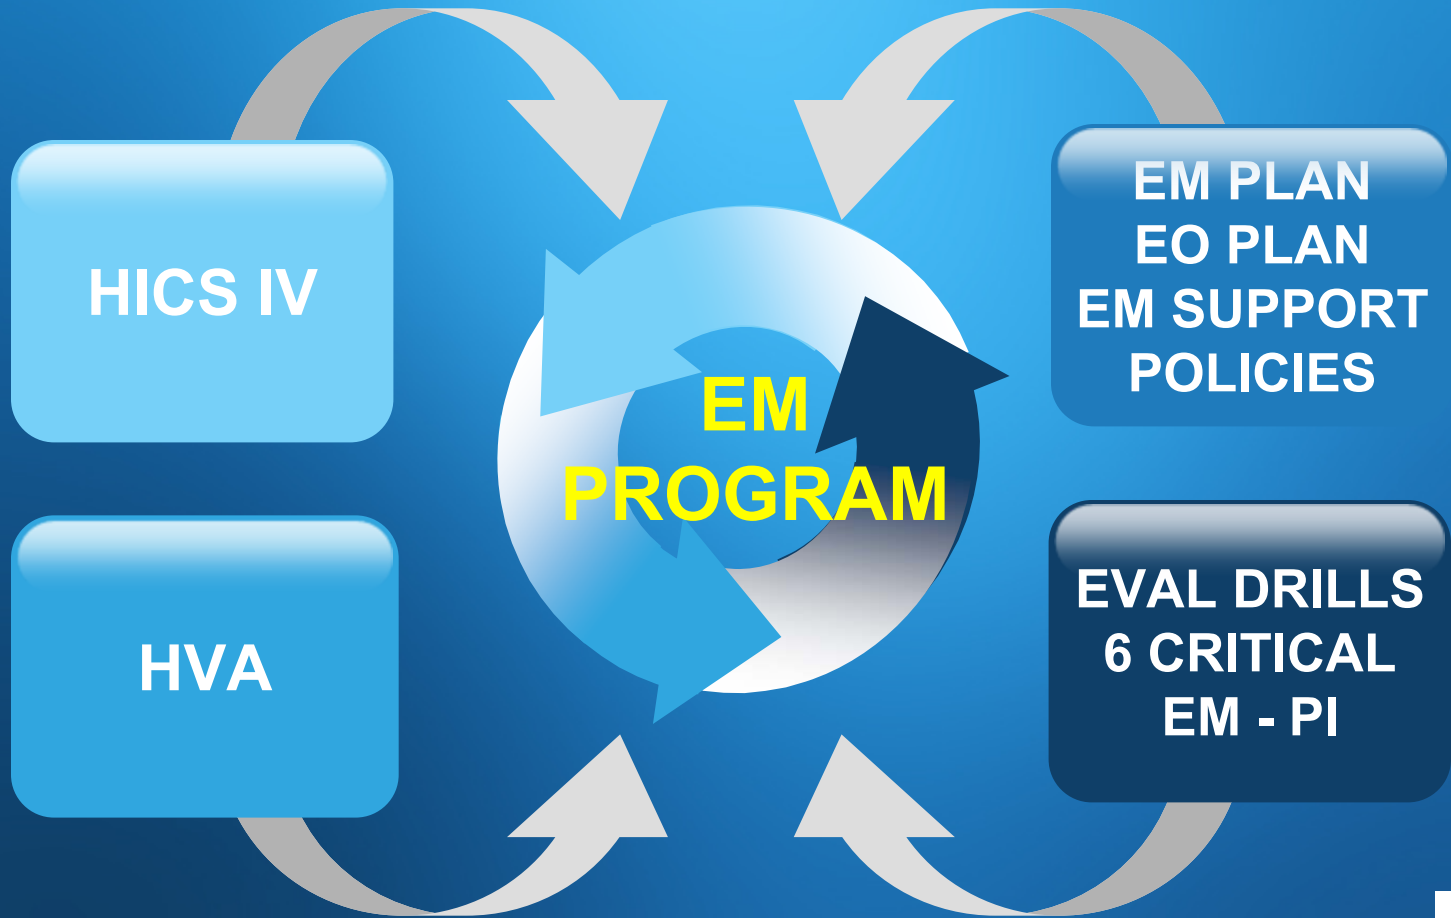 HICS IV
EM PLAN
EO PLAN
EM SUPPORT
POLICIES
EM
PROGRAM
HVA
EVAL DRILLS
6 CRITICAL
EM - PI